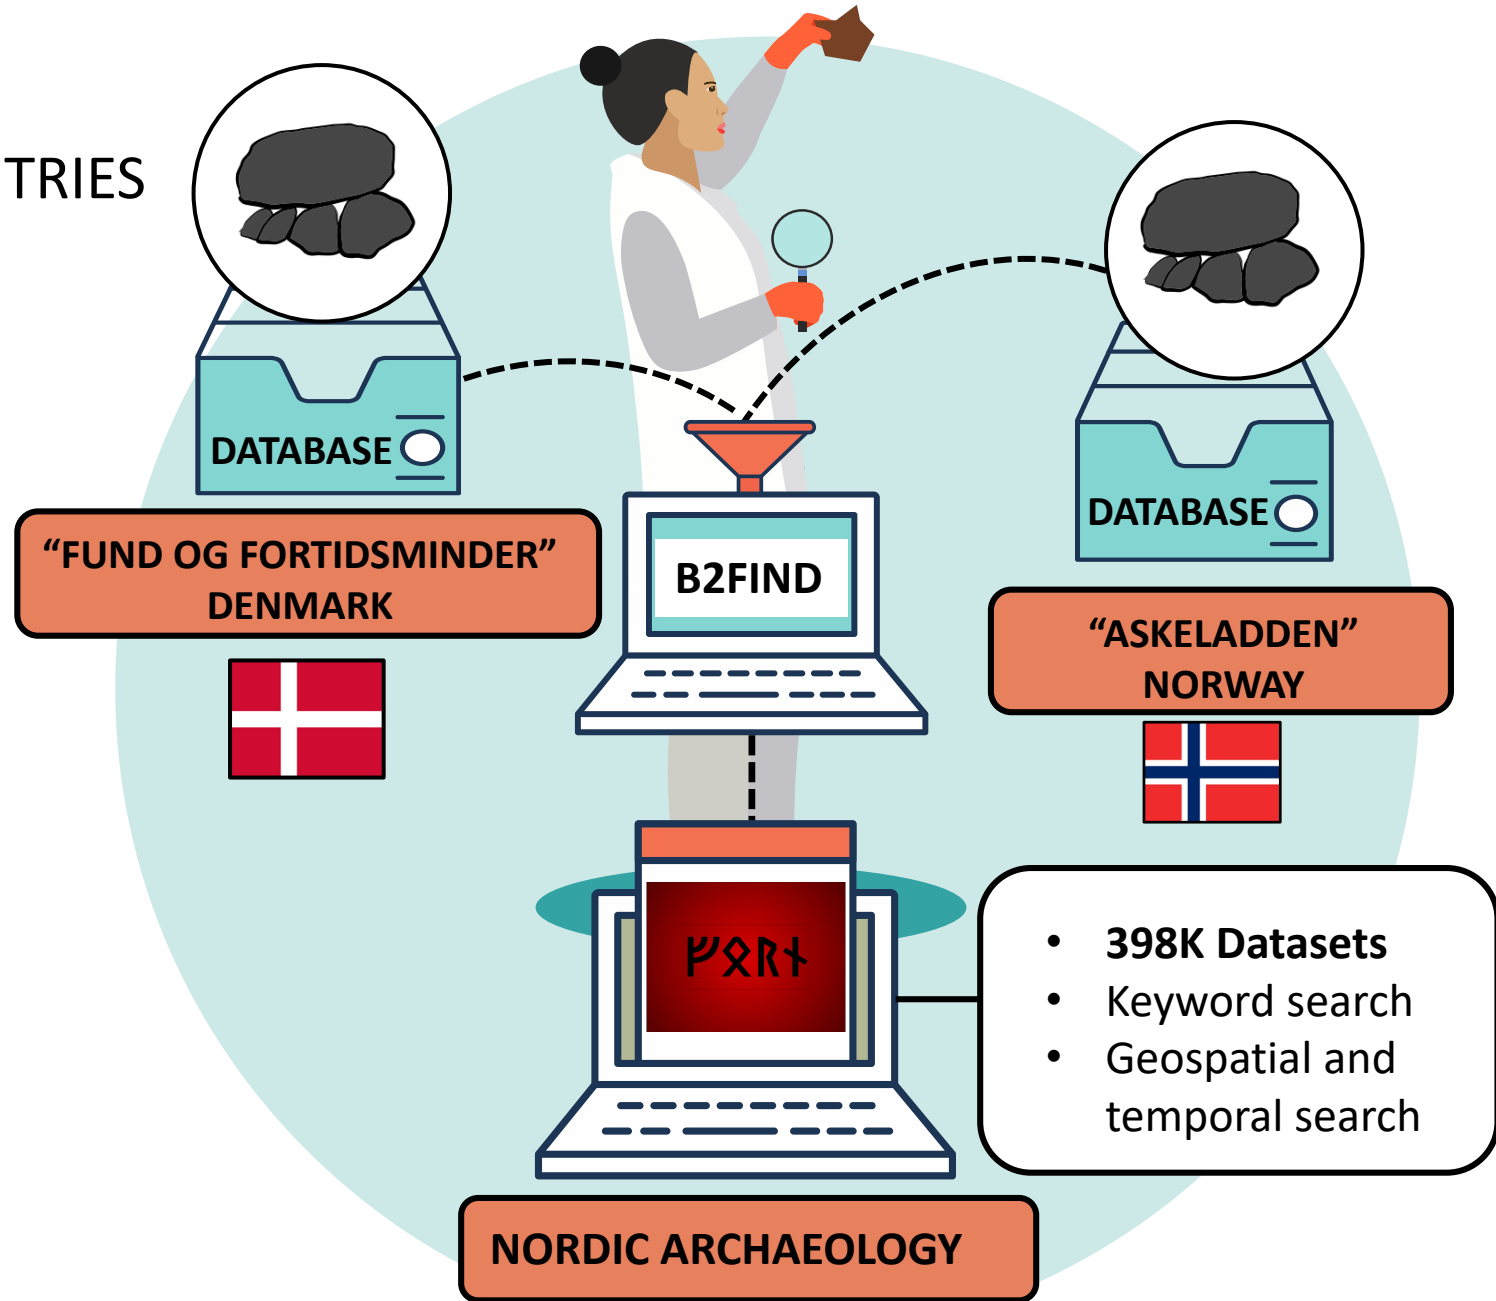 TRIES
DATABASE
“FUND OG FORTIDSMINDER”
DENMARK
DATABASE
“ASKELADDEN”
NORWAY
B2FIND
ᚠᛟᚱᚾ
• 398K Datasets
• Keyword search
• Geospatial and
temporal search
NORDIC ARCHAEOLOGY